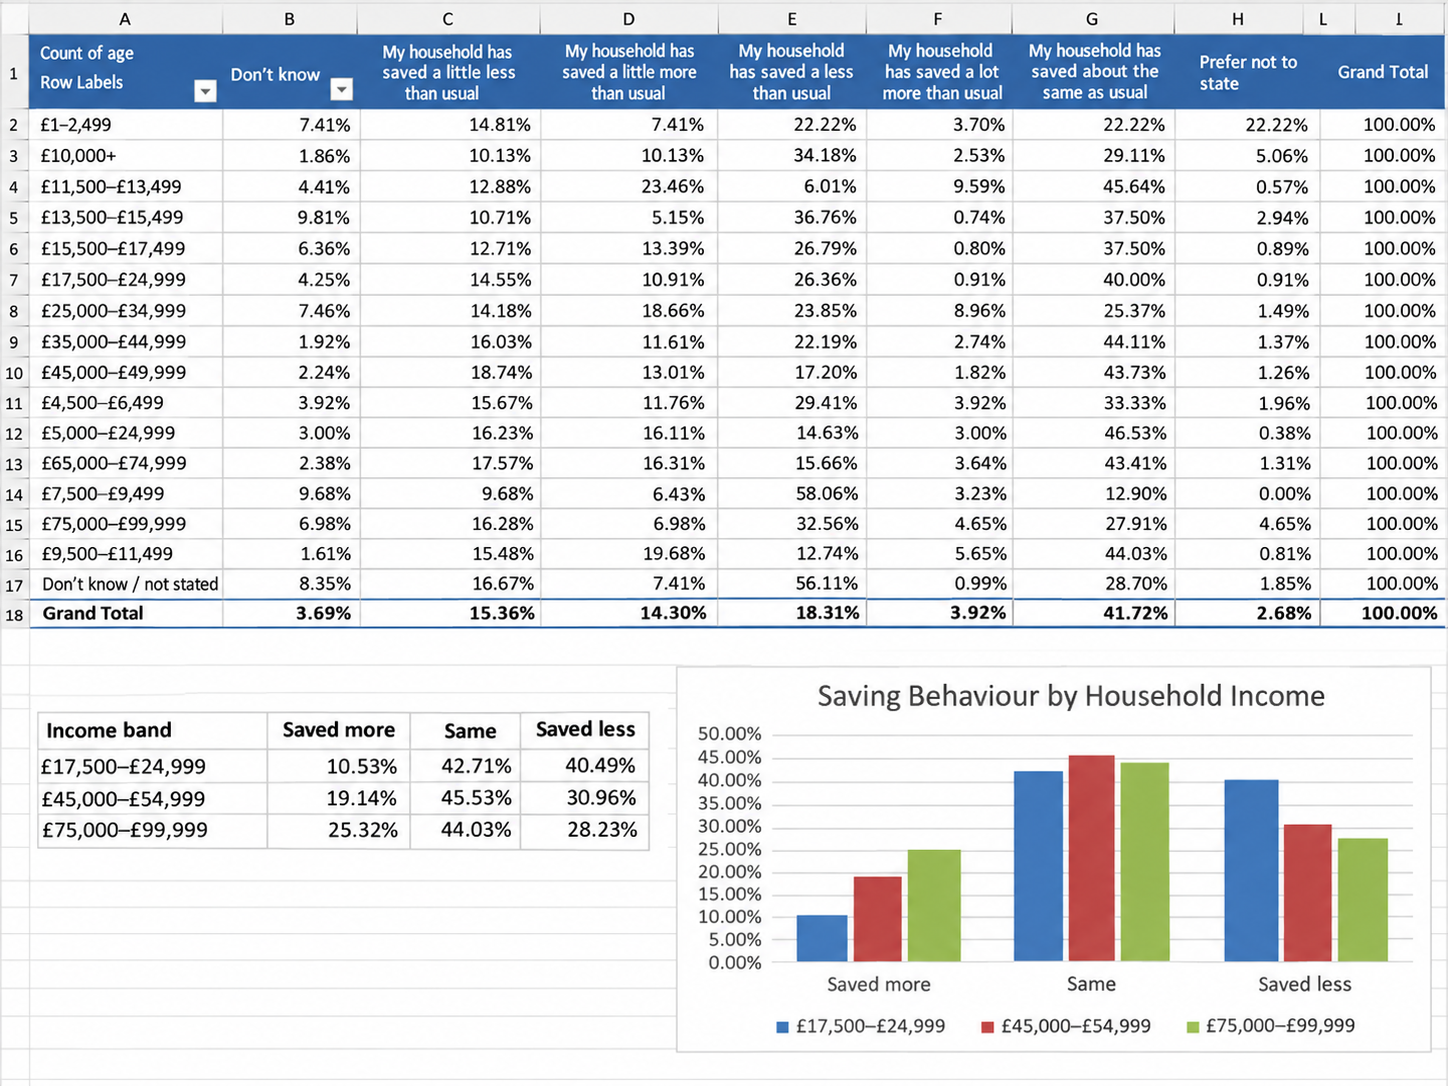 A B C D E F G H L I
1 Count of age Row Labels Don't know My household has saved a little less than usual My household has saved a little more than usual My household has saved a less than usual My household has saved a lot more than usual My household has saved about the same as usual Prefer not to state Grand Total
2 £1–2,499 7.41% 14.81% 7.41% 22.22% 3.70% 22.22% 22.22% 100.00%
3 £10,000+ 1.86% 10.13% 10.13% 34.18% 2.53% 29.11% 5.06% 100.00%
4 £11,500–£13,499 4.41% 12.88% 23.46% 6.01% 9.59% 45.64% 0.57% 100.00%
5 £13,500–£15,499 9.81% 10.71% 5.15% 36.76% 0.74% 37.50% 2.94% 100.00%
6 £15,500–£17,499 6.36% 12.71% 13.39% 26.79% 0.80% 37.50% 0.89% 100.00%
7 £17,500–£24,999 4.25% 14.55% 10.91% 26.36% 0.91% 40.00% 0.91% 100.00%
8 £25,000–£34,999 7.46% 14.18% 18.66% 23.85% 8.96% 25.37% 1.49% 100.00%
9 £35,000–£44,999 1.92% 16.03% 11.61% 22.19% 2.74% 44.11% 1.37% 100.00%
10 £45,000–£49,999 2.24% 18.74% 13.01% 17.20% 1.82% 43.73% 1.26% 100.00%
11 £4,500–£6,499 3.92% 15.67% 11.76% 29.41% 3.92% 33.33% 1.96% 100.00%
12 £5,000–£24,999 3.00% 16.23% 16.11% 14.63% 3.00% 46.53% 0.38% 100.00%
13 £65,000–£74,999 2.38% 17.57% 16.31% 15.66% 3.64% 43.41% 1.31% 100.00%
14 £7,500–£9,499 9.68% 9.68% 6.43% 58.06% 3.23% 12.90% 0.00% 100.00%
15 £75,000–£99,999 6.98% 16.28% 6.98% 32.56% 4.65% 27.91% 4.65% 100.00%
16 £9,500–£11,499 1.61% 15.48% 19.68% 12.74% 5.65% 44.03% 0.81% 100.00%
17 Don't know / not stated 8.35% 16.67% 7.41% 56.11% 0.99% 28.70% 1.85% 100.00%
18 Grand Total 3.69% 15.36% 14.30% 18.31% 3.92% 41.72% 2.68% 100.00%
Income band Saved more Same Saved less
£17,500–£24,999 10.53% 42.71% 40.49%
£45,000–£54,999 19.14% 45.53% 30.96%
£75,000–£99,999 25.32% 44.03% 28.23%
Saving Behaviour by Household Income
50.00%
45.00%
40.00%
35.00%
30.00%
25.00%
20.00%
15.00%
10.00%
5.00%
0.00%
Saved more Same Saved less
£17,500–£24,999 £45,000–£54,999 £75,000–£99,999